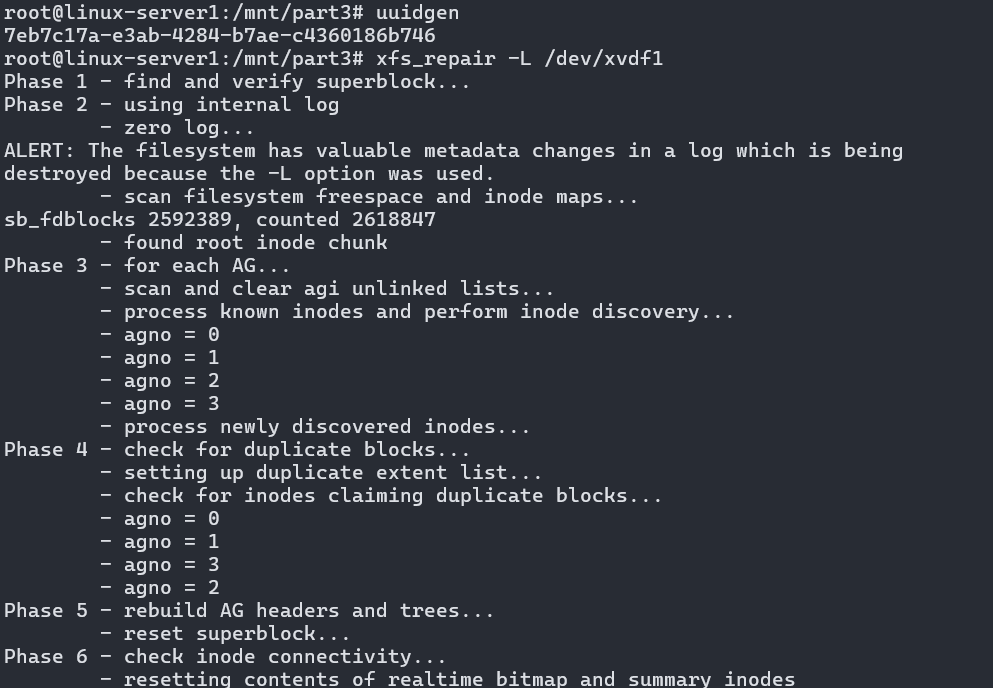 root@linux-server1:/mnt/part3# uuidgen
7eb7c17a-e3ab-4284-b7ae-c4360186b746
root@linux-server1:/mnt/part3# xfs_repair -L /dev/xvdf1
Phase 1 - find and verify superblock...
Phase 2 - using internal log
        - zero log...
ALERT: The filesystem has valuable metadata changes in a log which is being
destroyed because the -L option was used.
        - scan filesystem freespace and inode maps...
sb_fdblocks 2592389, counted 2618847
        - found root inode chunk
Phase 3 - for each AG...
        - scan and clear agi unlinked lists...
        - process known inodes and perform inode discovery...
        - agno = 0
        - agno = 1
        - agno = 2
        - agno = 3
        - process newly discovered inodes...
Phase 4 - check for duplicate blocks...
        - setting up duplicate extent list...
        - check for inodes claiming duplicate blocks...
        - agno = 0
        - agno = 1
        - agno = 3
        - agno = 2
Phase 5 - rebuild AG headers and trees...
        - reset superblock...
Phase 6 - check inode connectivity...
        - resetting contents of realtime bitmap and summary inodes